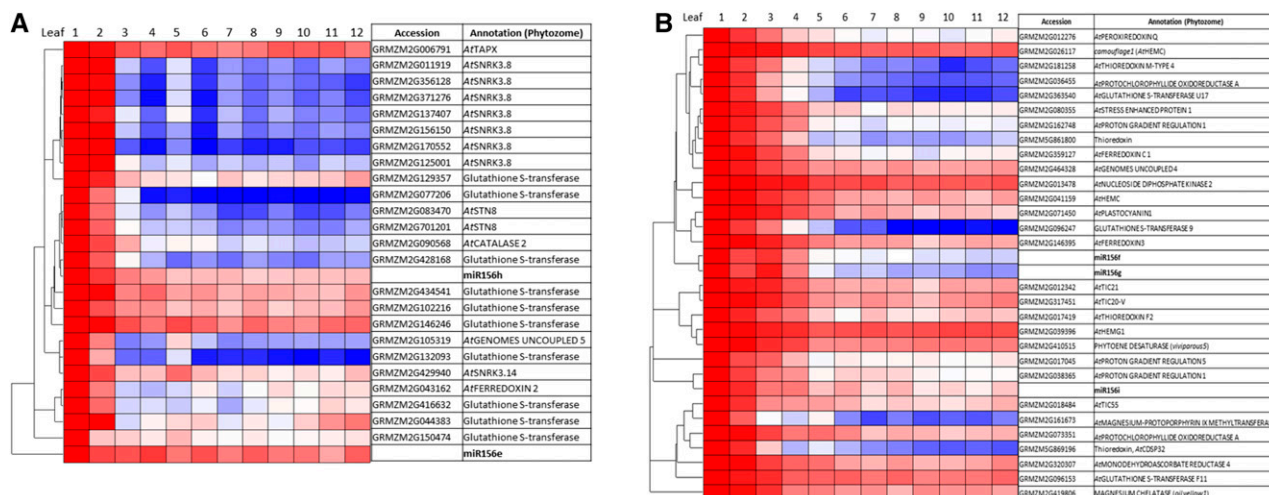 A
Leaf 1 2 3 4 5 6 7 8 9 10 11 12 Accession Annotation (Phytozome)
GRMZM2G006791 AtTAPX
GRMZM2G011919 AtSNRK3.8
GRMZM2G356128 AtSNRK3.8
GRMZM2G371276 AtSNRK3.8
GRMZM2G137407 AtSNRK3.8
GRMZM2G156150 AtSNRK3.8
GRMZM2G170552 AtSNRK3.8
GRMZM2G125001 AtSNRK3.8
GRMZM2G129357 Glutathione S-transferase
GRMZM2G077206 Glutathione S-transferase
GRMZM2G083470 AtSTN8
GRMZM2G701201 AtSTN8
GRMZM2G090568 AtCATALASE 2
GRMZM2G428168 Glutathione S-transferase
miR156h
GRMZM2G434541 Glutathione S-transferase
GRMZM2G102216 Glutathione S-transferase
GRMZM2G146246 Glutathione S-transferase
GRMZM2G105319 AtGENOMES UNCOUPLED 5
GRMZM2G132093 Glutathione S-transferase
GRMZM2G429940 AtSNRK3.14
GRMZM2G043162 AtFERREDOXIN 2
GRMZM2G416632 Glutathione S-transferase
GRMZM2G044383 Glutathione S-transferase
GRMZM2G150474 Glutathione S-transferase
miR156e
B
Leaf 1 2 3 4 5 6 7 8 9 10 11 12 Accession Annotation (Phytozome)
GRMZM2G012276 AtPEROXIREDOXIN Q
GRMZM2G026117 camouflage1 (AtHEMC)
GRMZM2G181258 AtTHIOREDOXIN M-TYPE 4
GRMZM2G036455 AtPROTOCHLOROPHYLLIDE OXIDOREDUCTASE A
GRMZM2G363540 AtGLUTATHIONE S-TRANSFERASE U17
GRMZM2G080355 AtSTRESS ENHANCED PROTEIN 1
GRMZM2G162748 AtPROTON GRADIENT REGULATION 1
GRMZM5G861800 Thioredoxin
GRMZM2G359127 AtFERREDOXIN C 1
GRMZM2G464328 AtGENOMES UNCOUPLED 4
GRMZM2G013478 AtNUCLEOSIDE DIPHOSPHATE KINASE 2
GRMZM2G041159 AtHEMC
GRMZM2G071450 AtPLASTOCYANIN1
GRMZM2G096247 GLUTATHIONE S-TRANSFERASE 9
GRMZM2G146395 AtFERREDOXIN3
miR156f
miR156g
GRMZM2G012342 AtTIC21
GRMZM2G317451 AtTIC20-V
GRMZM2G017419 AtTHIOREDOXIN F2
GRMZM2G039396 AtHEMG1
GRMZM2G410515 PHYTOENE DESATURASE (viviparous5)
GRMZM2G017045 AtPROTON GRADIENT REGULATION 5
GRMZM2G038365 AtPROTON GRADIENT REGULATION 1
miR156i
GRMZM2G018484 AtTIC55
GRMZM2G161673 AtMAGNESIUM-PROTOPORPHYRIN IX METHYLTRANSFERA
GRMZM2G073351 AtPROTOCHLOROPHYLLIDE OXIDOREDUCTASE A
GRMZM5G869196 Thioredoxin, AtCDSP32
GRMZM2G320307 AtMONODEHYDROASCORBATE REDUCTASE 4
GRMZM2G096153 AtGLUTATHIONE S-TRANSFERASE F11
GRMZM2G419806 MAGNESIUM CHELATASE (oil yellow1)